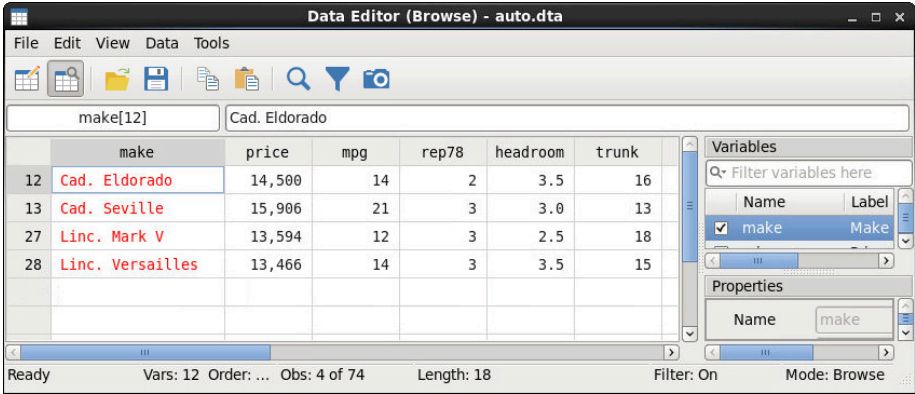 Data Editor (Browse) - auto.dta
File Edit View Data Tools
make[12] Cad. Eldorado
make price mpg rep78 headroom trunk
12 Cad. Eldorado 14,500 14 2 3.5 16
13 Cad. Seville 15,906 21 3 3.0 13
27 Linc. Mark V 13,594 12 3 2.5 18
28 Linc. Versailles 13,466 14 3 3.5 15
Variables
Filter variables here
Name Label
make Make
Properties
Name make
Ready Vars: 12 Order: ... Obs: 4 of 74 Length: 18 Filter: On Mode: Browse